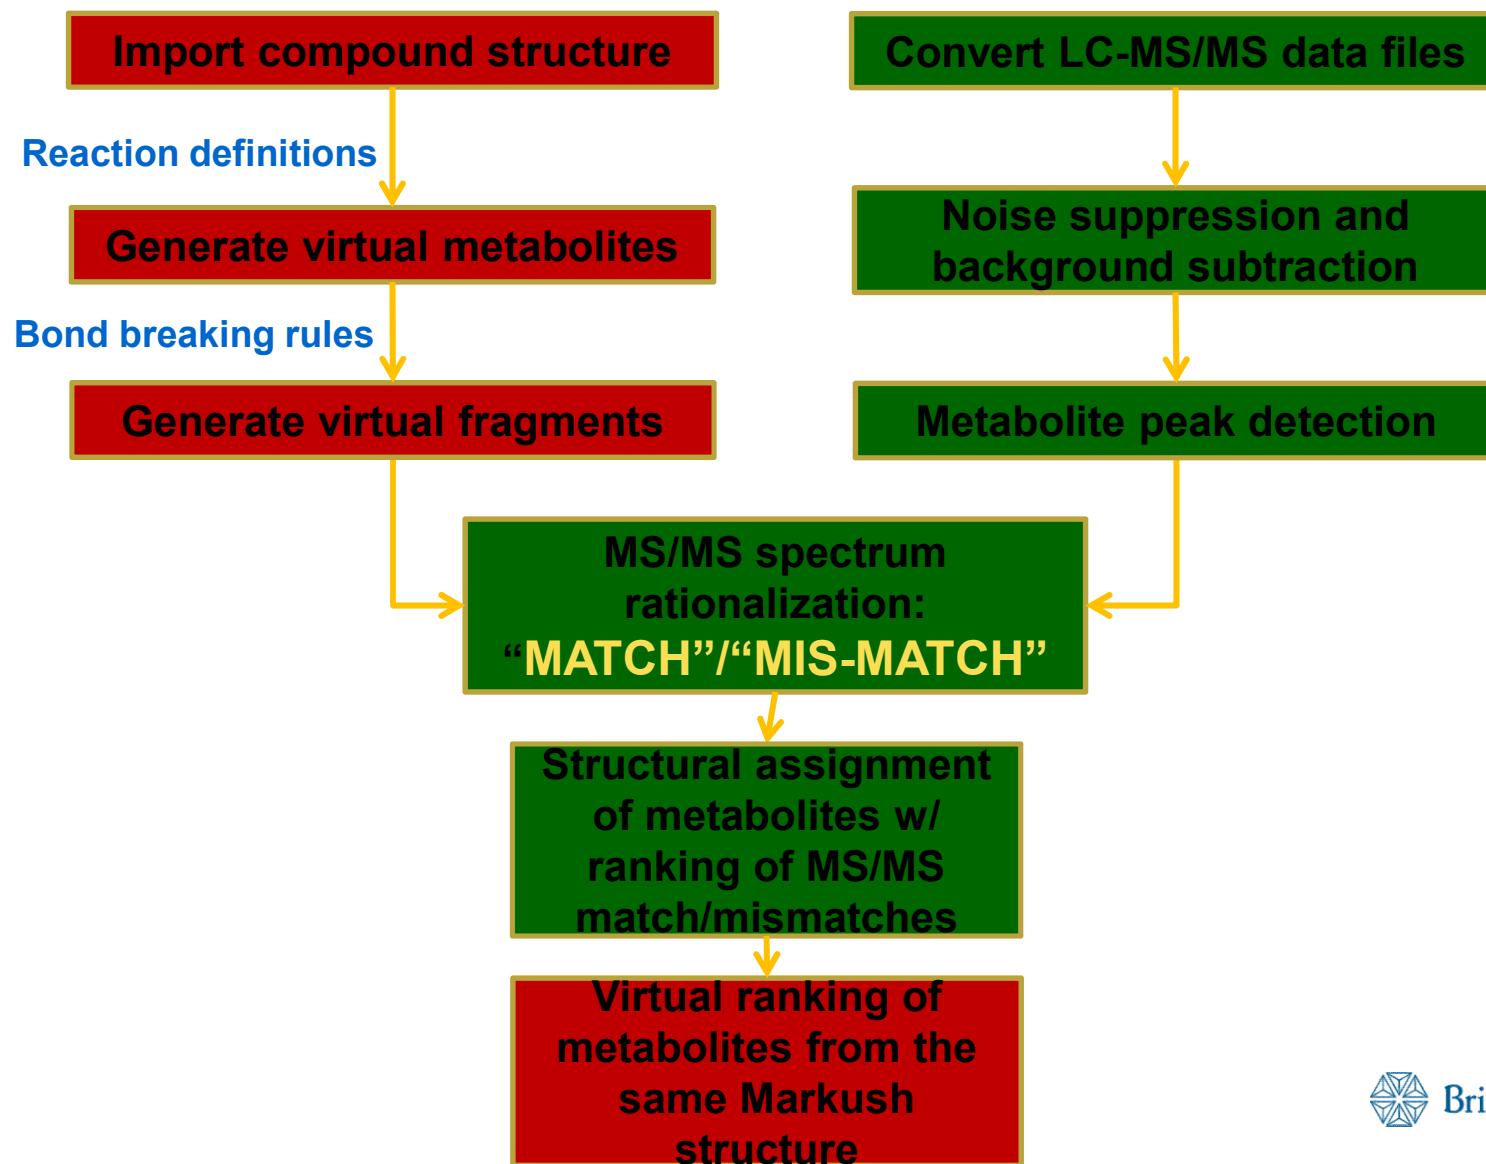 Import compound structure
Convert LC-MS/MS data files
Reaction definitions
Generate virtual metabolites
Noise suppression and
background subtraction
Bond breaking rules
Generate virtual fragments
Metabolite peak detection
MS/MS spectrum
rationalization:
“MATCH”/“MIS-MATCH”
Structural assignment
of metabolites w/
ranking of MS/MS
match/mismatches
Virtual ranking of
metabolites from the
same Markush
structure
Bri